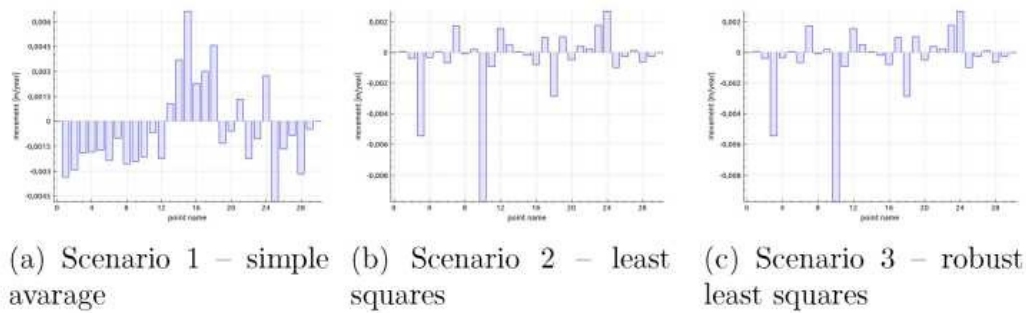 0,006
0,0045
0,003
0,0015
0
-0,0015
-0,003
-0,0045
movement [m/year]
0 4 8 12 16 20 24 28
point name
0,002
0
-0,002
-0,004
-0,006
-0,008
movement [m/year]
0 4 8 12 16 20 24 28
point name
0,002
0
-0,002
-0,004
-0,006
-0,008
movement [m/year]
0 4 8 12 16 20 24 28
point name
(a) Scenario 1 – simple
avarage
(b) Scenario 2 – least
squares
(c) Scenario 3 – robust
least squares